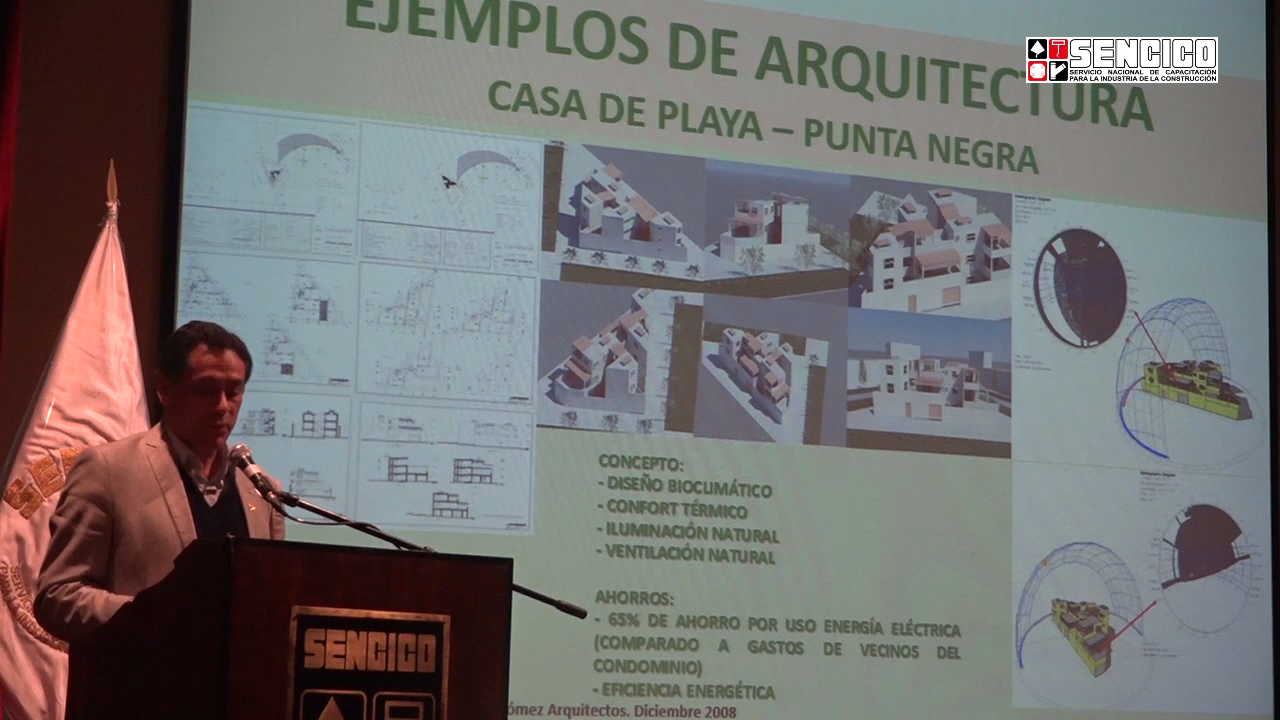 EJEMPLOS DE ARQUITECTURA
SENCICO
SERVICIO NACIONAL DE CAPACITACIÓN
PARA LA INDUSTRIA DE LA CONSTRUCCIÓN
CASA DE PLAYA – PUNTA NEGRA
CONCEPTO:
- DISEÑO BIOCLIMÁTICO
- CONFORT TÉRMICO
- ILUMINACIÓN NATURAL
- VENTILACIÓN NATURAL
AHORROS:
- 65% DE AHORRO POR USO ENERGÍA ELÉCTRICA
(COMPARADO A GASTOS DE VECINOS DEL
CONDOMINIO)
- EFICIENCIA ENERGÉTICA
Arquitectos. Diciembre 2008
SENCICO